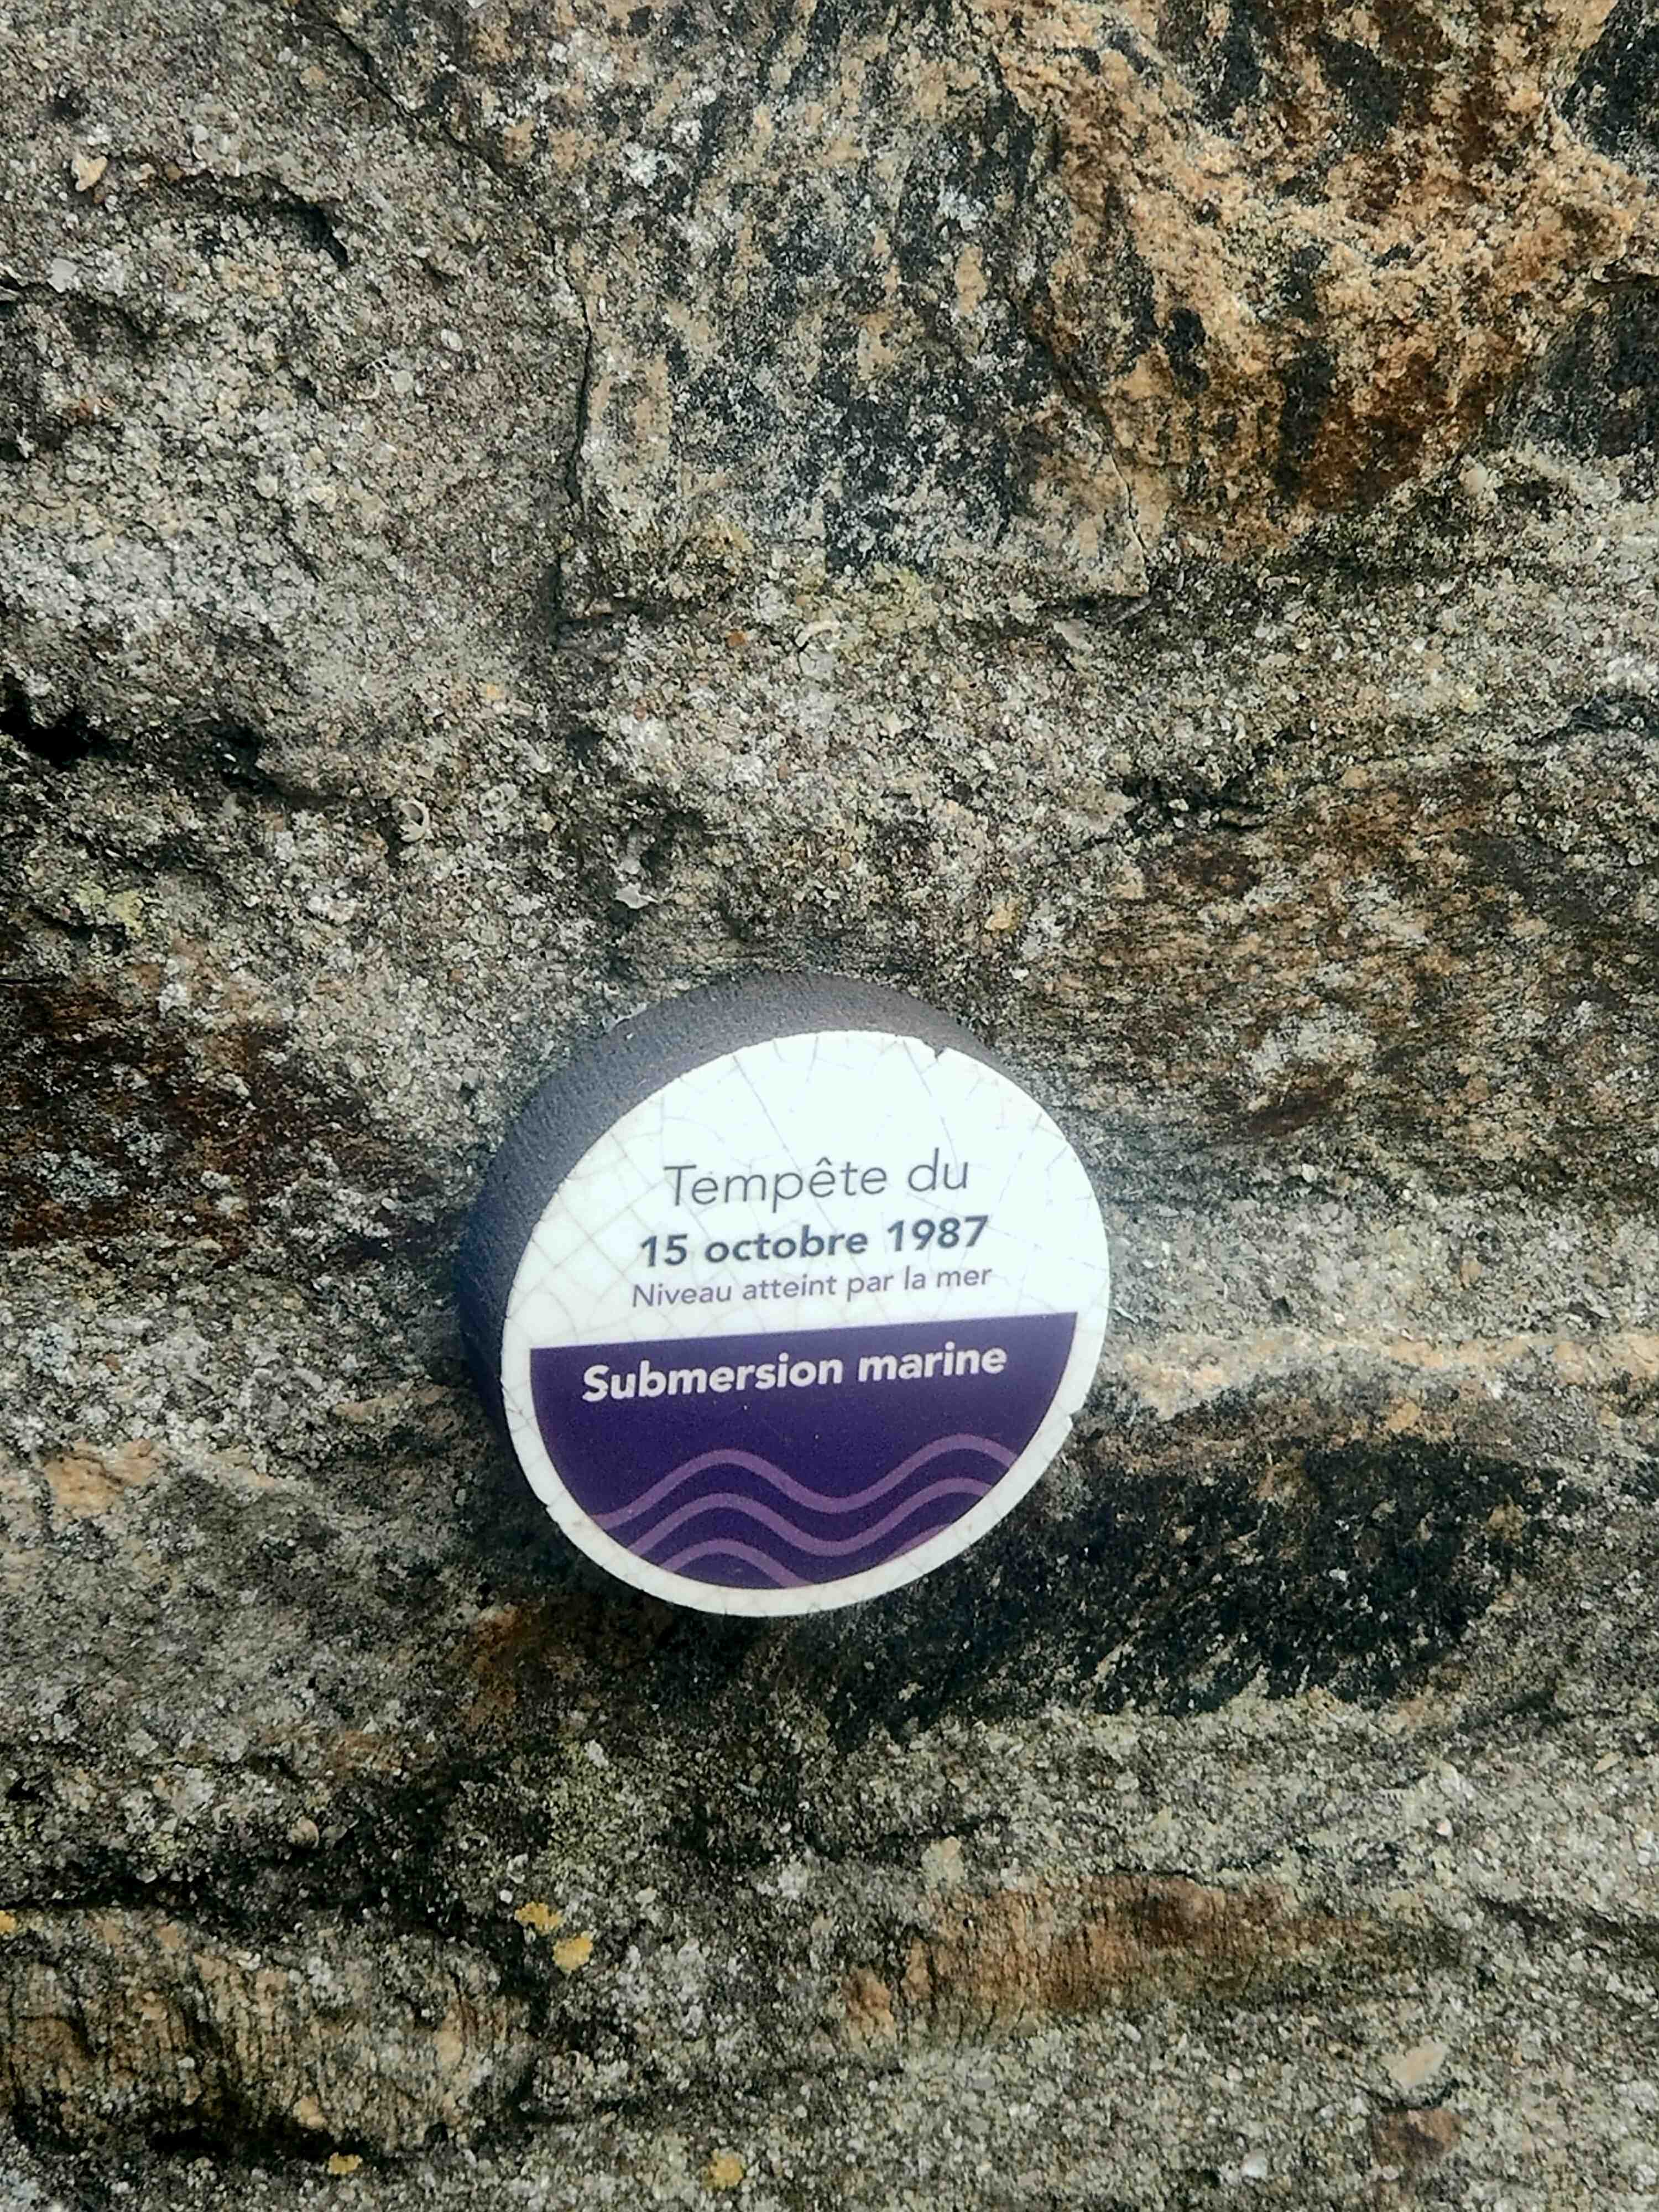 Tempête du
15 octobre 1987
Niveau atteint par la mer
Submersion marine